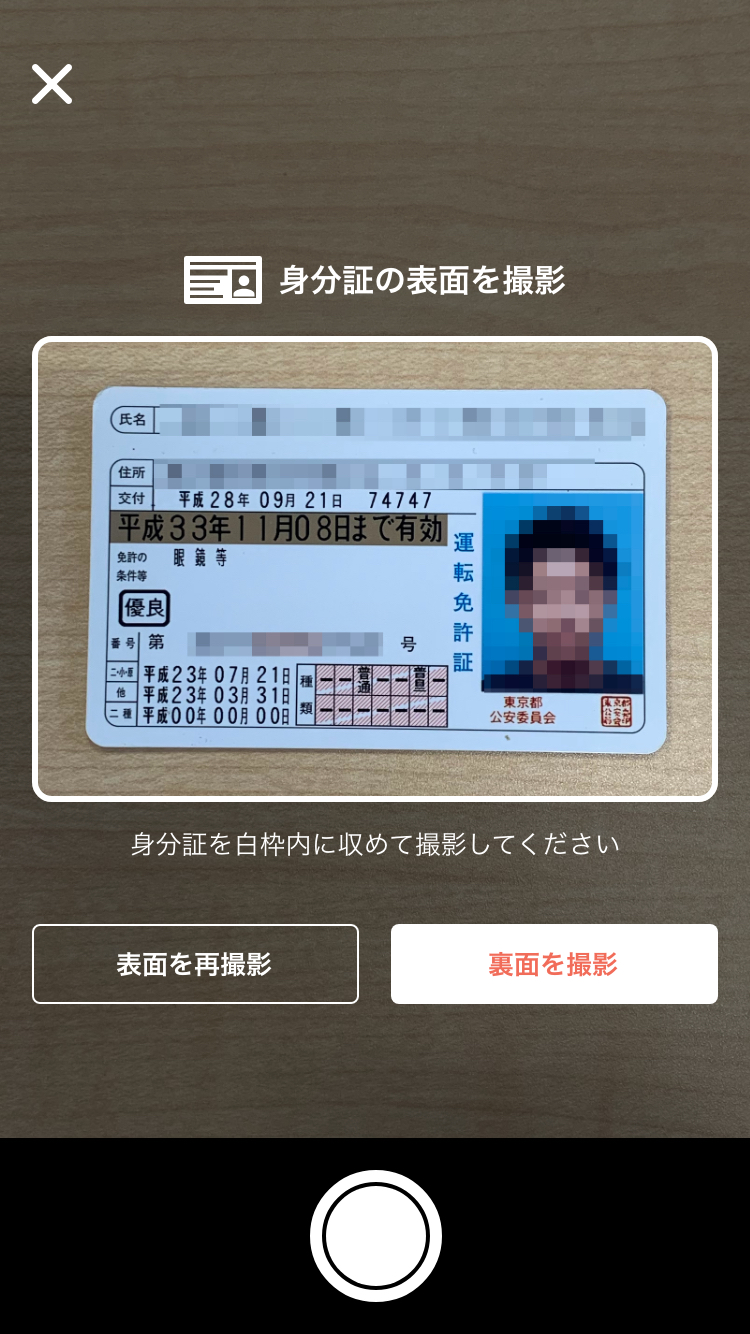 身分証の表面を撮影
氏名
住所
交付 平成28年09月21日 74747
平成33年11月08日まで有効
免許の
条件等
眼鏡等
優良
番号 第 号
二・小・原 平成23年07月21日
他 平成23年03月31日
二種 平成00年00月00日
種類
普通
普自二
運転免許証
東京都
公安委員会
身分証を白枠内に収めて撮影してください
表面を再撮影
裏面を撮影